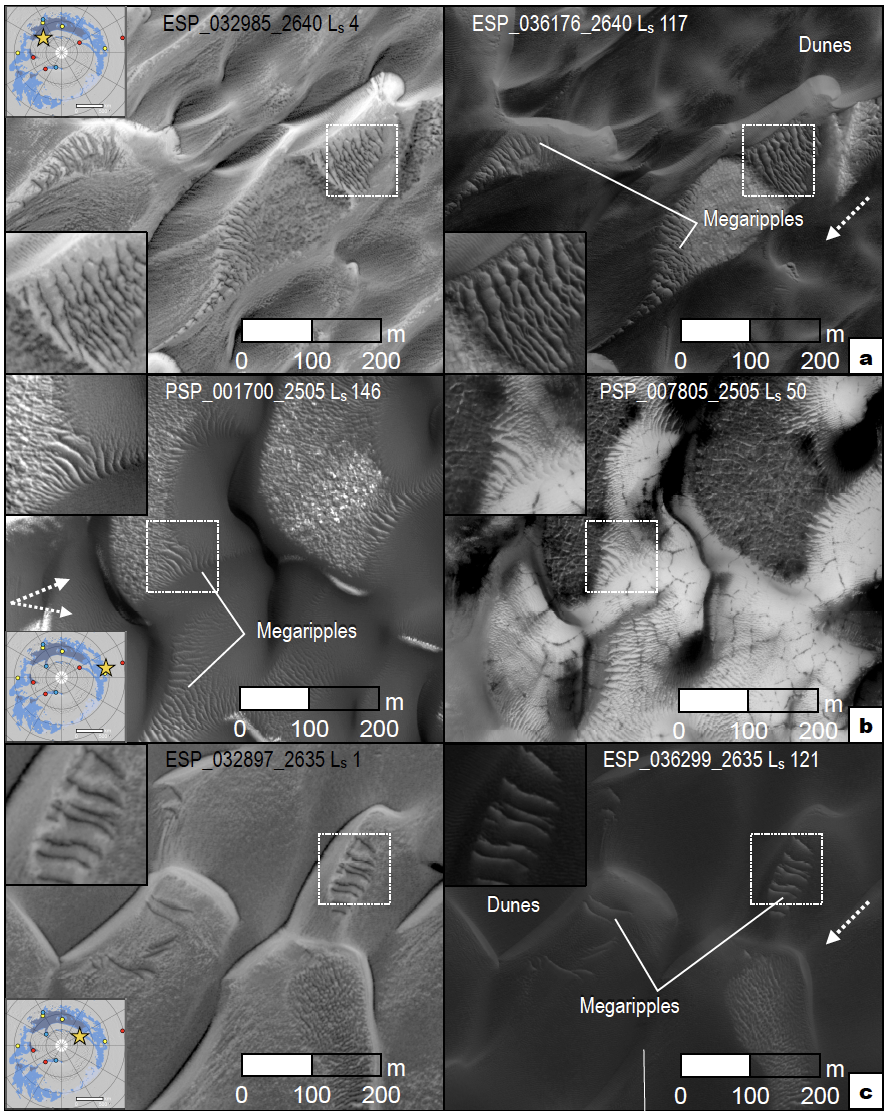 ESP_032985_2640 Ls 4
ESP_036176_2640 Ls 117
Dunes
Megaripples
m
0 100 200
m
0 100 200
a
PSP_001700_2505 Ls 146
PSP_007805_2505 Ls 50
Megaripples
m
0 100 200
m
0 100 200
b
ESP_032897_2635 Ls 1
ESP_036299_2635 Ls 121
Dunes
Megaripples
m
0 100 200
m
0 100 200
c